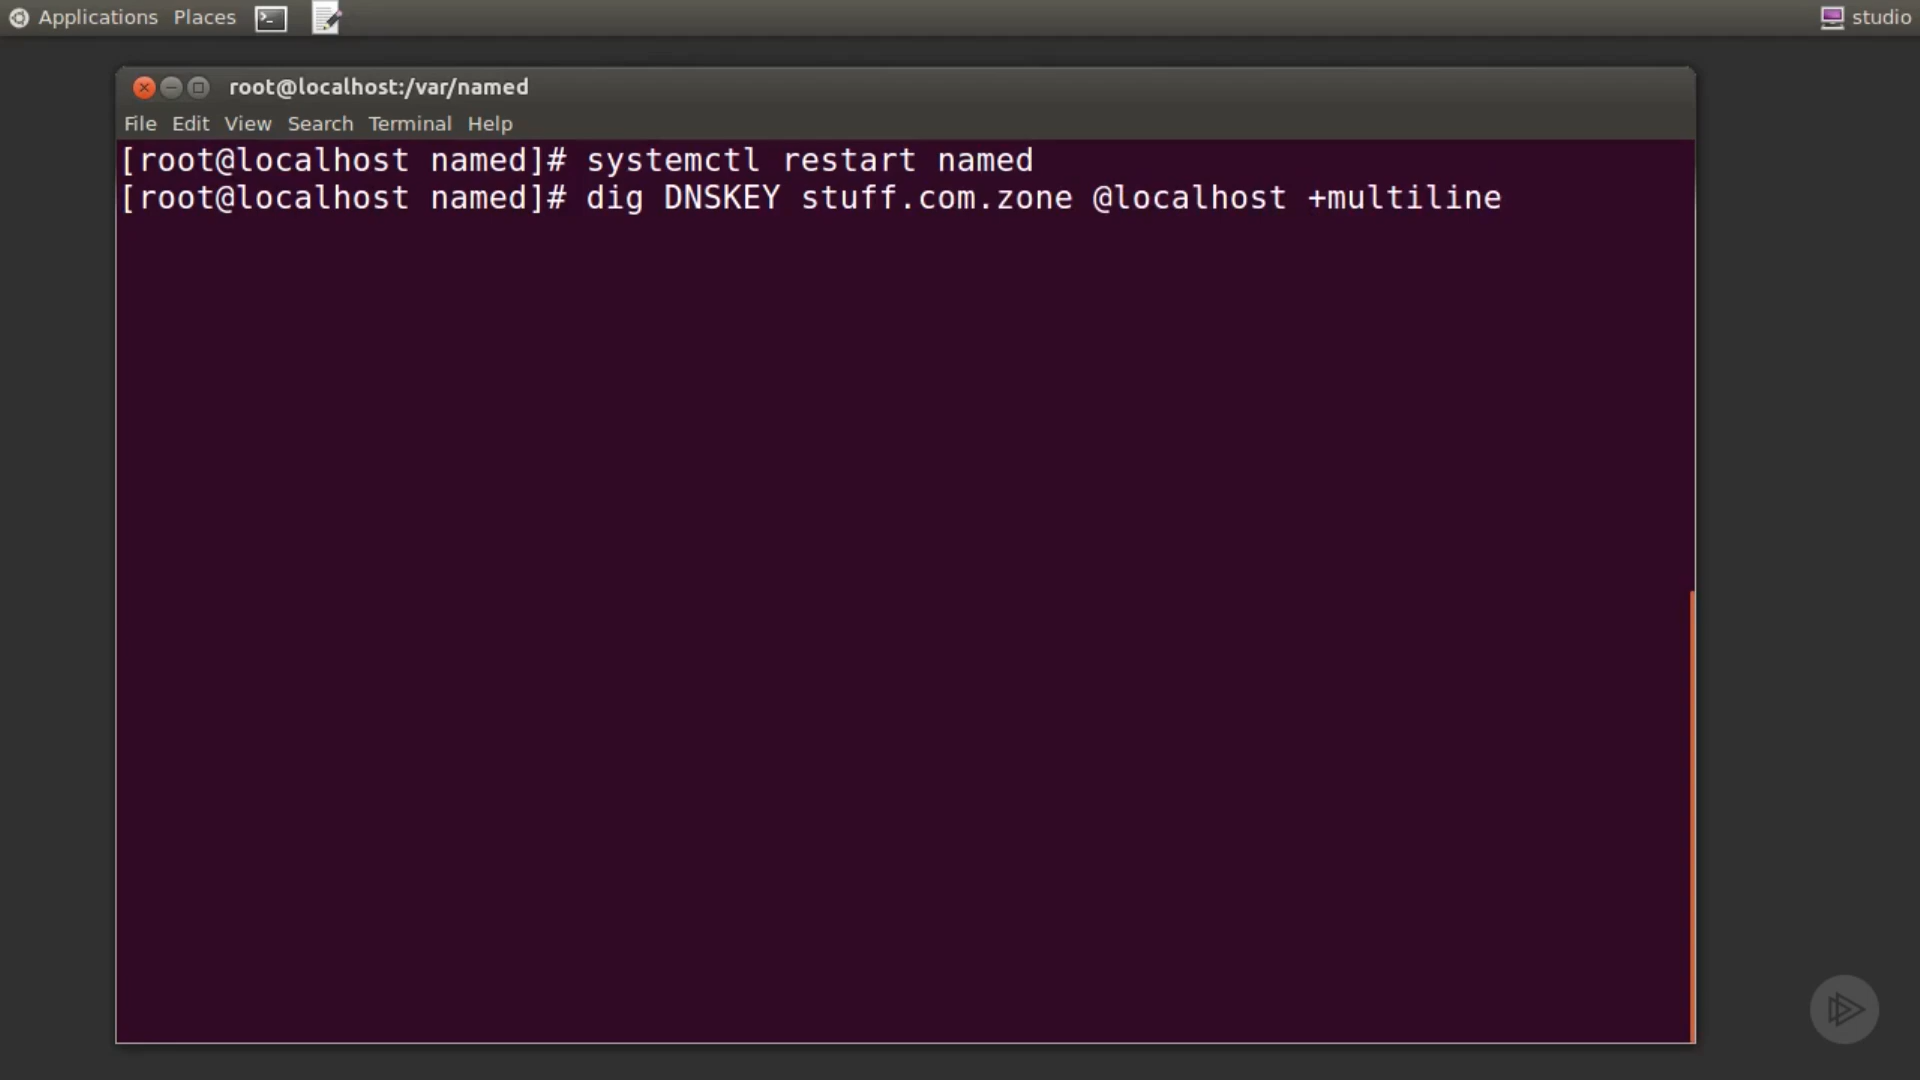 Applications Places studio
root@localhost:/var/named
File Edit View Search Terminal Help
[root@localhost named]# systemctl restart named
[root@localhost named]# dig DNSKEY stuff.com.zone @localhost +multiline